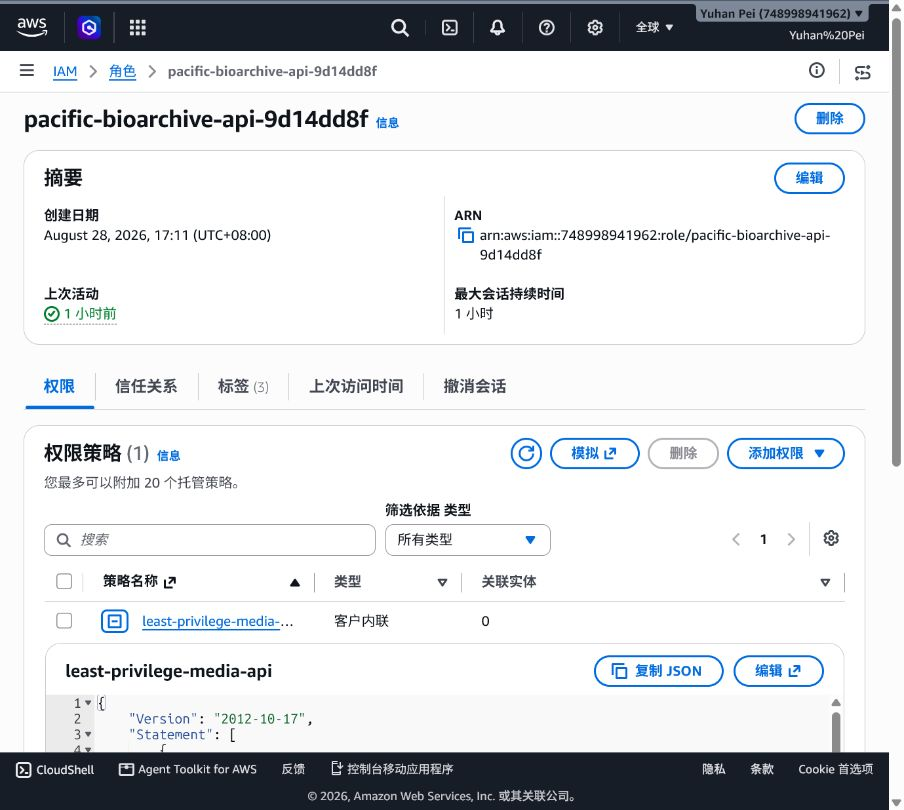 aws
全球 ▼
Yuhan Pei (748998941962) ▼
Yuhan%20Pei
IAM > 角色 > pacific-bioarchive-api-9d14dd8f
pacific-bioarchive-api-9d14dd8f 信息
删除
摘要
编辑
创建日期
August 28, 2026, 17:11 (UTC+08:00)
ARN
arn:aws:iam::748998941962:role/pacific-bioarchive-api-
9d14dd8f
上次活动
1 小时前
最大会话持续时间
1 小时
权限 信任关系 标签 (3) 上次访问时间 撤消会话
权限策略 (1) 信息
模拟 删除 添加权限 ▼
您最多可以附加 20 个托管策略。
筛选依据 类型
搜索
所有类型
1
策略名称 类型 关联实体
least-privilege-media-... 客户内联 0
least-privilege-media-api
复制 JSON 编辑
1 {
2 "Version": "2012-10-17",
3 "Statement": [
4 {
CloudShell Agent Toolkit for AWS 反馈 控制台移动应用程序 隐私 条款 Cookie 首选项
© 2026, Amazon Web Services, Inc. 或其关联公司。